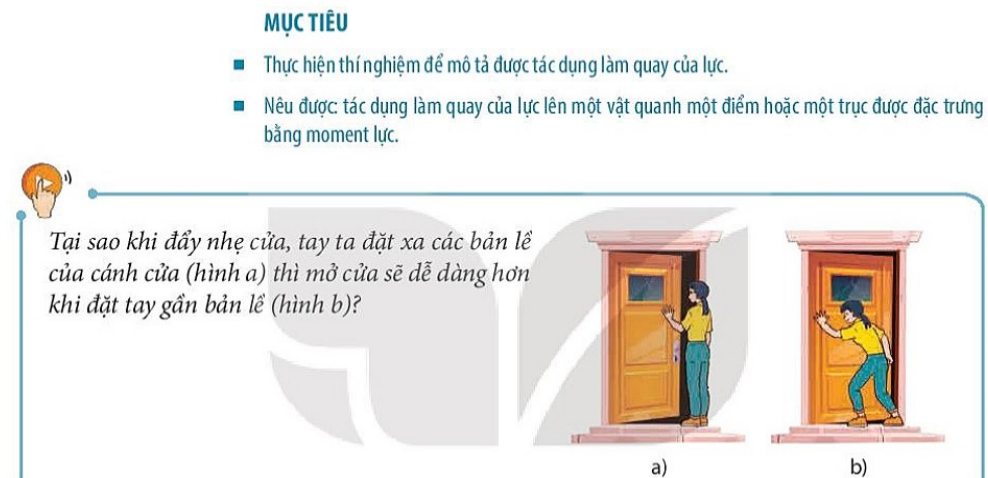 MỤC TIÊU
Thực hiện thí nghiệm để mô tả được tác dụng làm quay của lực.
Nêu được: tác dụng làm quay của lực lên một vật quanh một điểm hoặc một trục được đặc trưng
bằng moment lực.
Tại sao khi đẩy nhẹ cửa, tay ta đặt xa các bản lề
của cánh cửa (hình a) thì mở cửa sẽ dễ dàng hơn
khi đặt tay gần bản lề (hình b)?
a)
b)